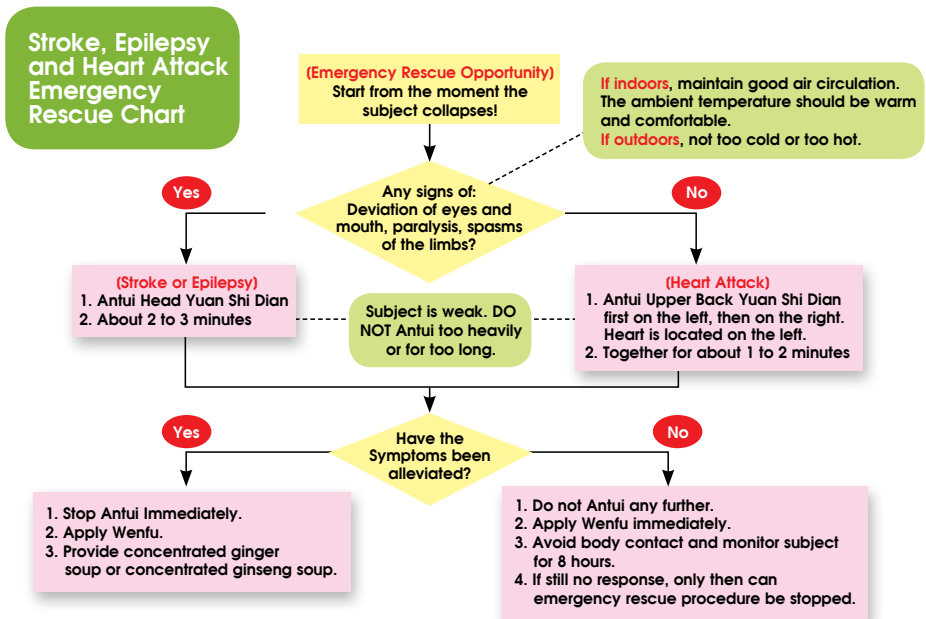 Stroke, Epilepsy
and Heart Attack
Emergency
Rescue Chart
(Emergency Rescue Opportunity)
Start from the moment the
subject collapses!
If indoors, maintain good air circulation.
The ambient temperature should be warm
and comfortable.
If outdoors, not too cold or too hot.
Any signs of:
Deviation of eyes and
mouth, paralysis, spasms
of the limbs?
Yes
No
(Stroke or Epilepsy)
1. Antui Head Yuan Shi Dian
2. About 2 to 3 minutes
Subject is weak. DO
NOT Antui too heavily
or for too long.
(Heart Attack)
1. Antui Upper Back Yuan Shi Dian
first on the left, then on the right.
Heart is located on the left.
2. Together for about 1 to 2 minutes
Have the
Symptoms been
alleviated?
Yes
No
1. Stop Antui Immediately.
2. Apply Wenfu.
3. Provide concentrated ginger
soup or concentrated ginseng soup.
1. Do not Antui any further.
2. Apply Wenfu immediately.
3. Avoid body contact and monitor subject
for 8 hours.
4. If still no response, only then can
emergency rescue procedure be stopped.